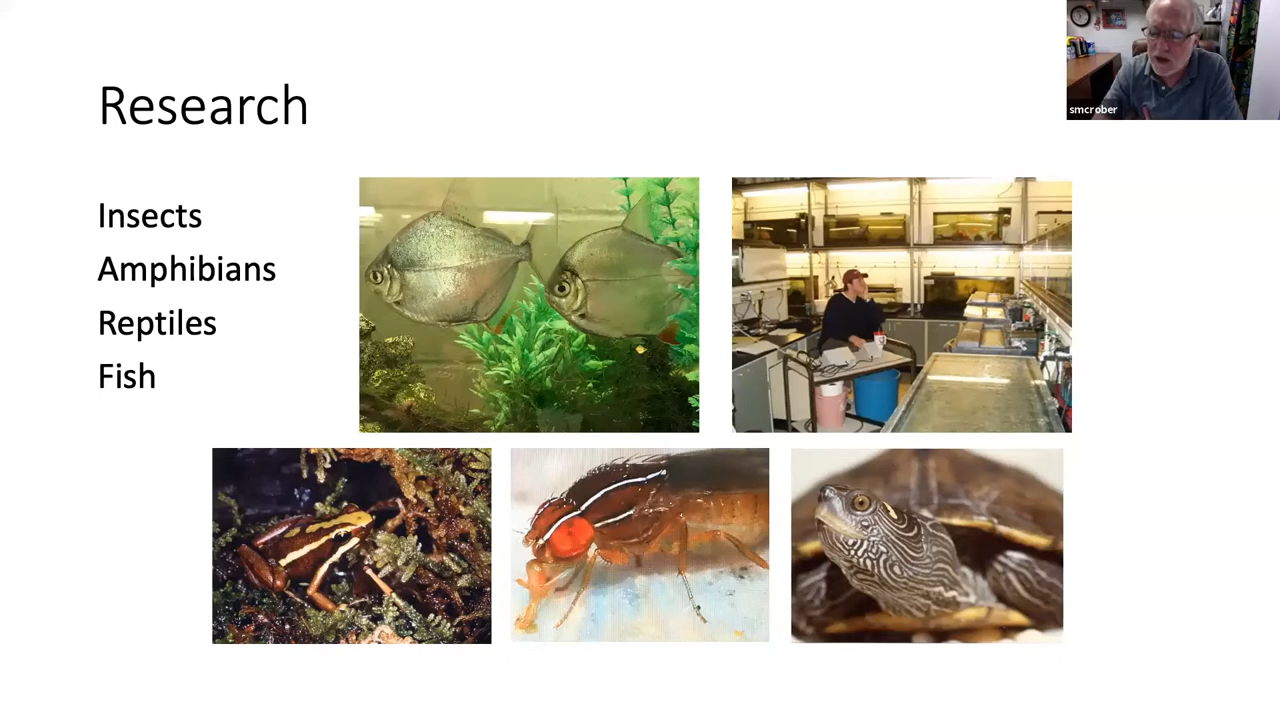 Research
smcrober
Insects
Amphibians
Reptiles
Fish